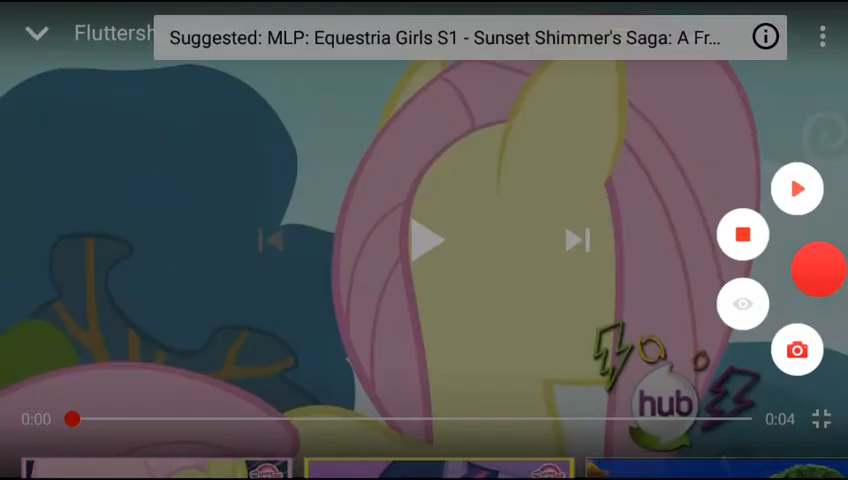 Fluttersh
Suggested: MLP: Equestria Girls S1 - Sunset Shimmer's Saga: A Fr...
hub
0:00
0:04